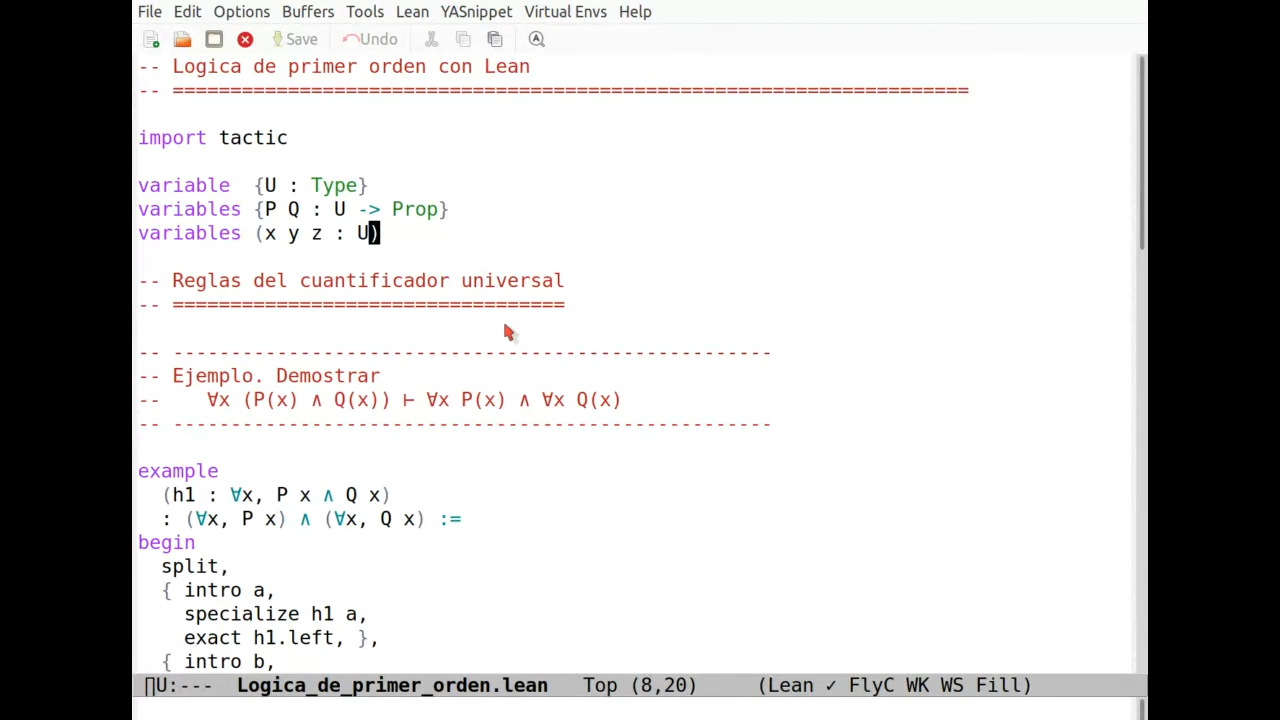 File Edit Options Buffers Tools Lean YASnippet Virtual Envs Help
Save Undo
-- Logica de primer orden con Lean
-- =====================================================================
import tactic
variable  {U : Type}
variables {P Q : U -> Prop}
variables (x y z : U)
-- Reglas del cuantificador universal
-- ==================================
-- ----------------------------------------------------
-- Ejemplo. Demostrar
--    ∀x (P(x) ∧ Q(x)) ⊢ ∀x P(x) ∧ ∀x Q(x)
-- ----------------------------------------------------
example
  (h1 : ∀x, P x ∧ Q x)
  : (∀x, P x) ∧ (∀x, Q x) :=
begin
  split,
  { intro a,
    specialize h1 a,
    exact h1.left, },
  { intro b,
∏U:---  Logica_de_primer_orden.lean   Top (8,20)     (Lean ✓ FlyC WK WS Fill)